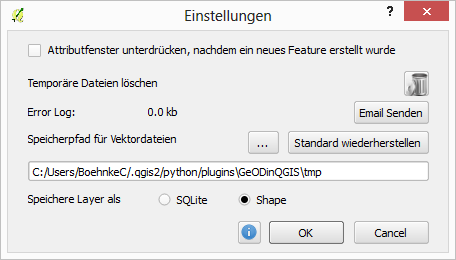 Einstellungen
Attributfenster unterdrücken, nachdem ein neues Feature erstellt wurde
Temporäre Dateien löschen
Error Log: 0.0 kb Email Senden
Speicherpfad für Vektordateien ... Standard wiederherstellen
C:/Users/BoehnkeC/.qgis2/python/plugins\GeODinQGIS\tmp
Speichere Layer als SQLite Shape
OK Cancel